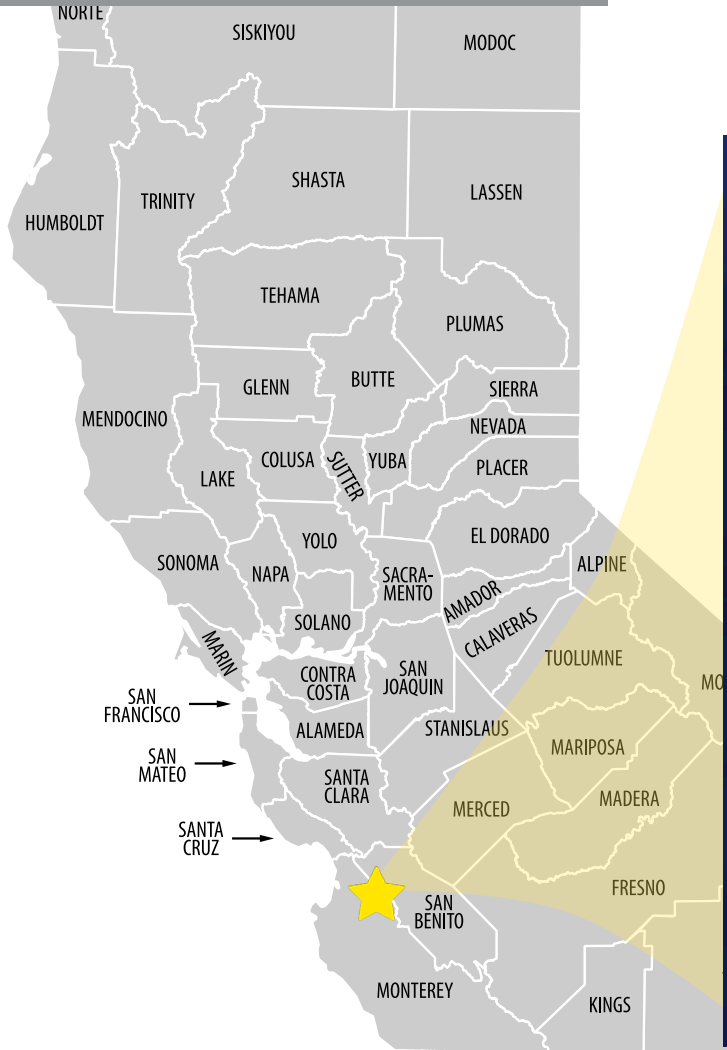 NORTE
SISKIYOU
MODOC
SHASTA
LASSEN
TRINITY
HUMBOLDT
TEHAMA
PLUMAS
BUTTE
GLENN
SIERRA
MENDOCINO
NEVADA
COLUSA
SUTTER
YUBA
PLACER
LAKE
EL DORADO
YOLO
SONOMA
NAPA
SACRA-
MENTO
ALPINE
AMADOR
SOLANO
CALAVERAS
MARIN
TUOLUMNE
CONTRA
COSTA
SAN
JOAQUIN
MO
SAN
FRANCISCO
ALAMEDA
STANISLAUS
MARIPOSA
SAN
MATEO
SANTA
CLARA
MERCED
MADERA
SANTA
CRUZ
FRESNO
SAN
BENITO
MONTEREY
KINGS